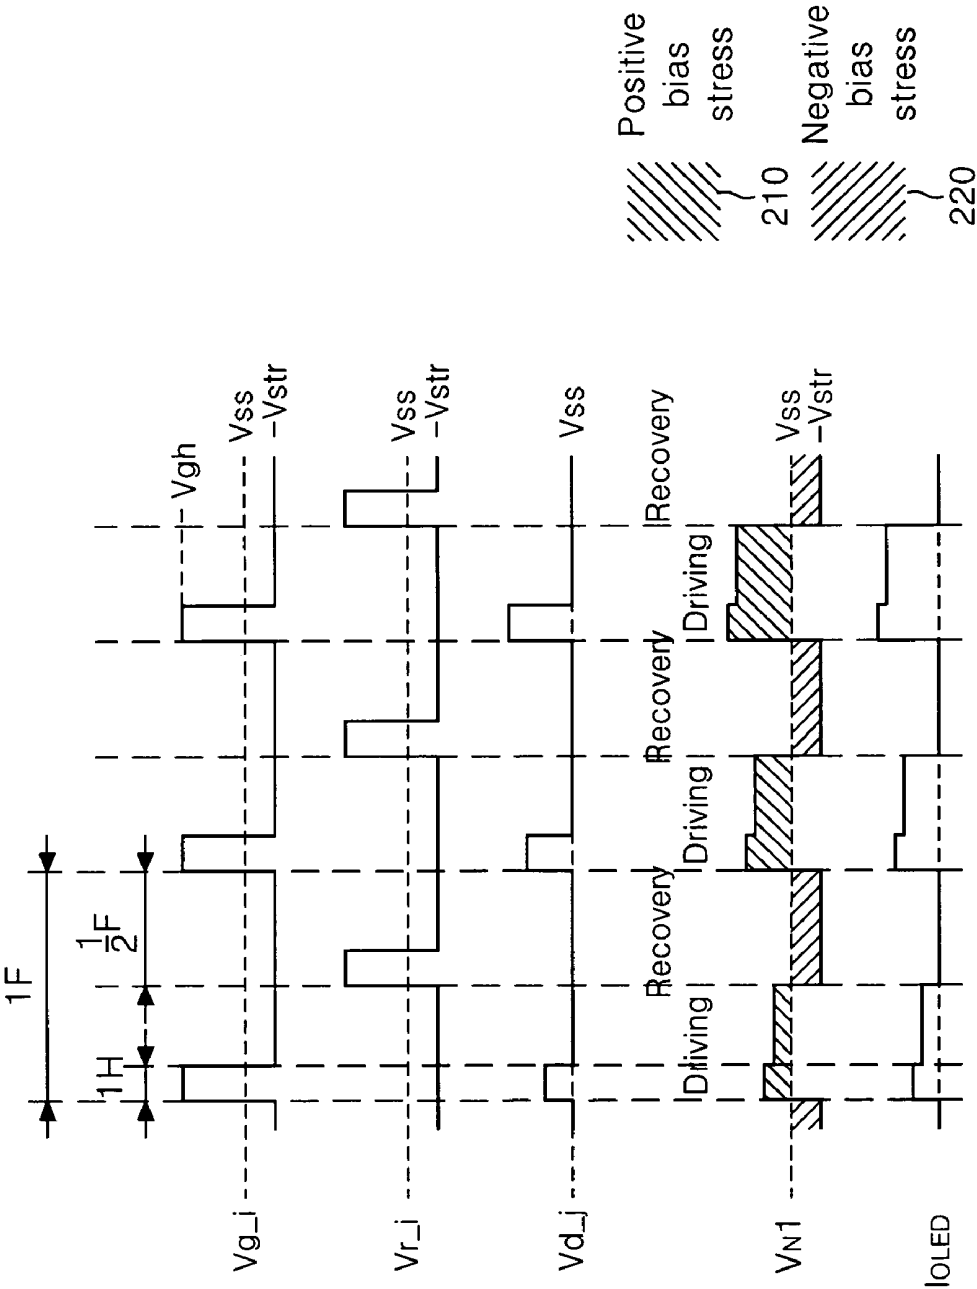 1F
1H
1/2F
Vgh
Vg_i
Vss
-Vstr
Vr_i
Vss
-Vstr
Vd_j
Vss
Driving
Recovery
Driving
Recovery
Driving
Recovery
VN1
Vss
-Vstr
IOLED
Positive
bias
stress
210
Negative
bias
stress
220